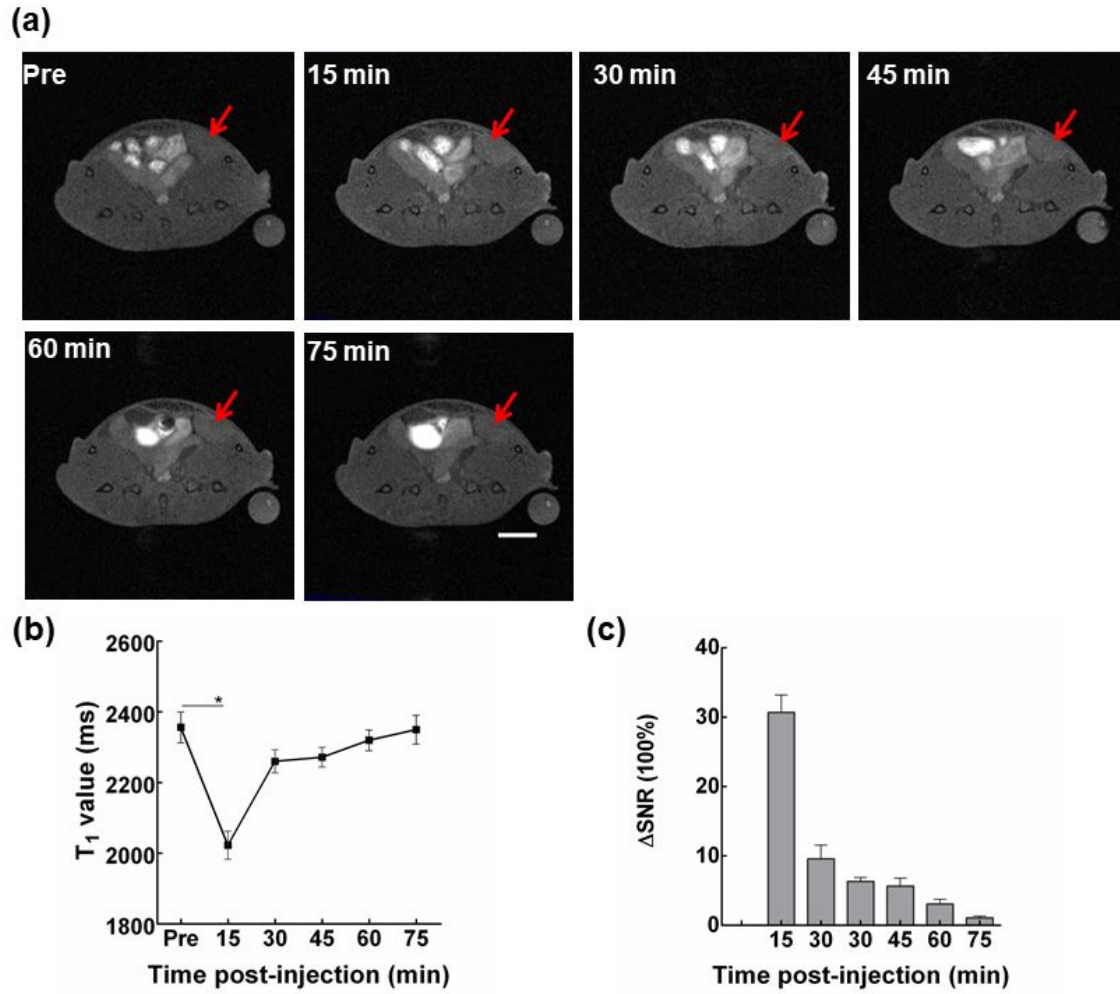 (a)
Pre
15 min
30 min
45 min
60 min
75 min
(b)
2600
2400
2200
2000
1800
T₁ value (ms)
*
Pre 15 30 45 60 75
Time post-injection (min)
(c)
40
30
20
10
0
ΔSNR (100%)
15 30 30 45 60 75
Time post-injection (min)